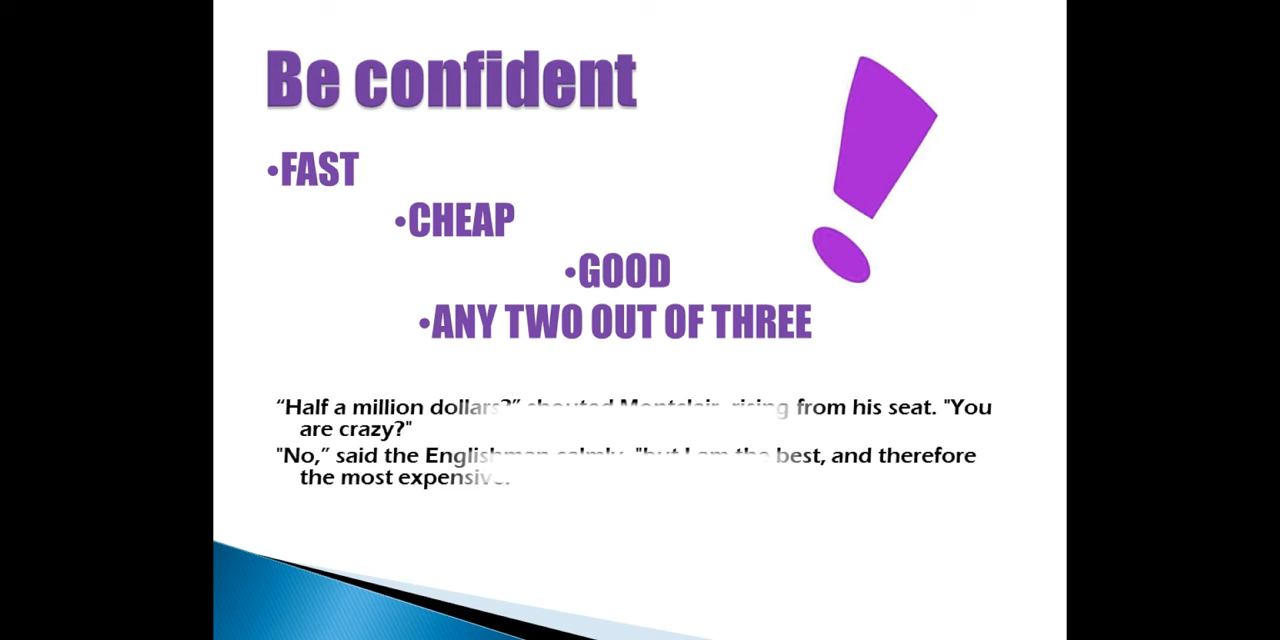 Be confident
•FAST
•CHEAP
•GOOD
•ANY TWO OUT OF THREE
“Half a million dollars?” shouted Montclair, rising from his seat. "You
are crazy?"
"No,” said the Englishman calmly, "but I am the best, and therefore
the most expensive.